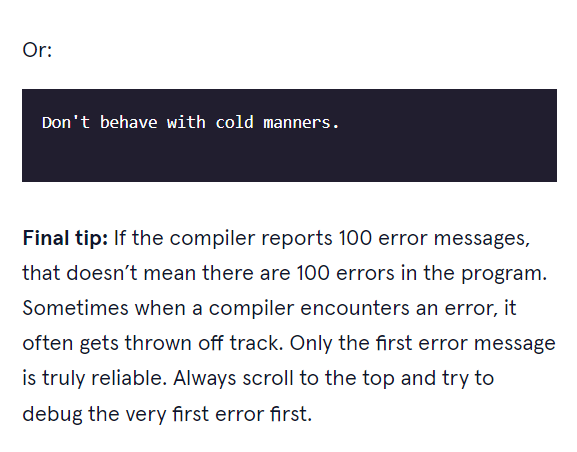 Or:
Don't behave with cold manners.
Final tip: If the compiler reports 100 error messages,
that doesn’t mean there are 100 errors in the program.
Sometimes when a compiler encounters an error, it
often gets thrown off track. Only the first error message
is truly reliable. Always scroll to the top and try to
debug the very first error first.